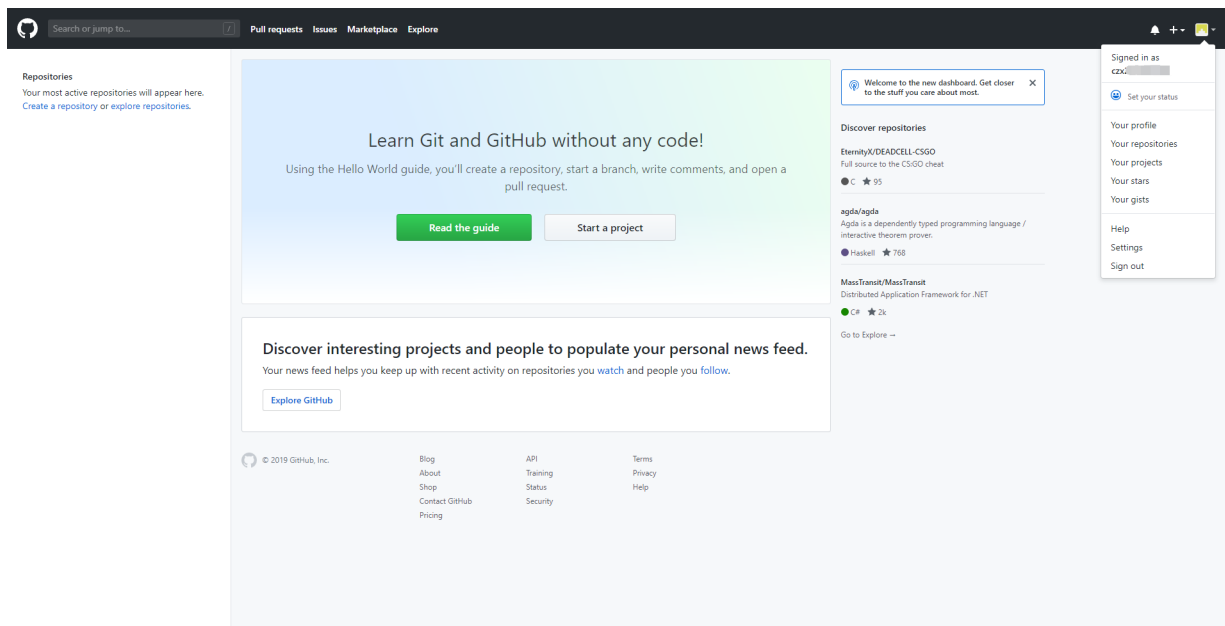 Search or jump to... /
Pull requests Issues Marketplace Explore
Repositories
Your most active repositories will appear here.
Create a repository or explore repositories.
Learn Git and GitHub without any code!
Using the Hello World guide, you'll create a repository, start a branch, write comments, and open a
pull request.
Read the guide
Start a project
Discover interesting projects and people to populate your personal news feed.
Your news feed helps you keep up with recent activity on repositories you watch and people you follow.
Explore GitHub
Welcome to the new dashboard. Get closer
to the stuff you care about most.
Discover repositories
EternityX/DEADCELL-CSGO
Full source to the CS:GO cheat
C 95
agda/agda
Agda is a dependently typed programming language /
interactive theorem prover.
Haskell 768
MassTransit/MassTransit
Distributed Application Framework for .NET
C# 2k
Go to Explore →
Signed in as
Set your status
Your profile
Your repositories
Your projects
Your stars
Your gists
Help
Settings
Sign out
© 2019 GitHub, Inc.
Blog
About
Shop
Contact GitHub
Pricing
API
Training
Status
Security
Terms
Privacy
Help